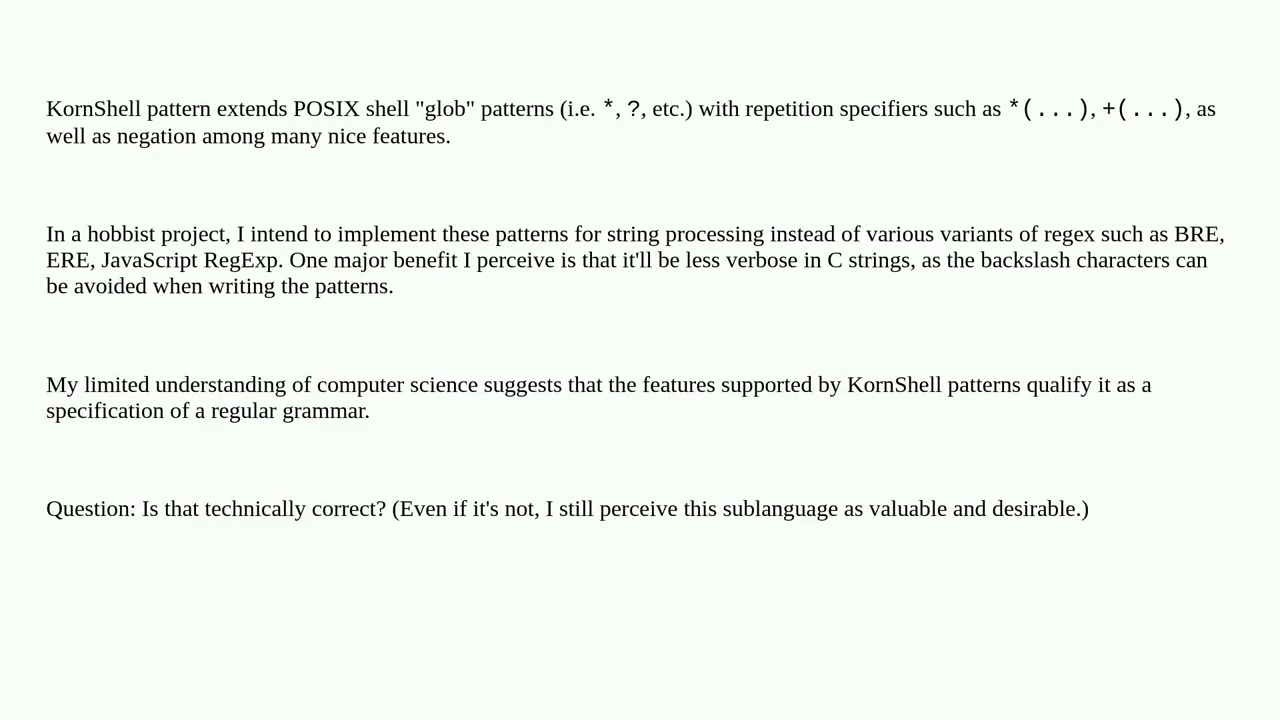 KornShell pattern extends POSIX shell "glob" patterns (i.e. *, ?, etc.) with repetition specifiers such as *(...), +(...), as
well as negation among many nice features.
In a hobbist project, I intend to implement these patterns for string processing instead of various variants of regex such as BRE,
ERE, JavaScript RegExp. One major benefit I perceive is that it'll be less verbose in C strings, as the backslash characters can
be avoided when writing the patterns.
My limited understanding of computer science suggests that the features supported by KornShell patterns qualify it as a
specification of a regular grammar.
Question: Is that technically correct? (Even if it's not, I still perceive this sublanguage as valuable and desirable.)